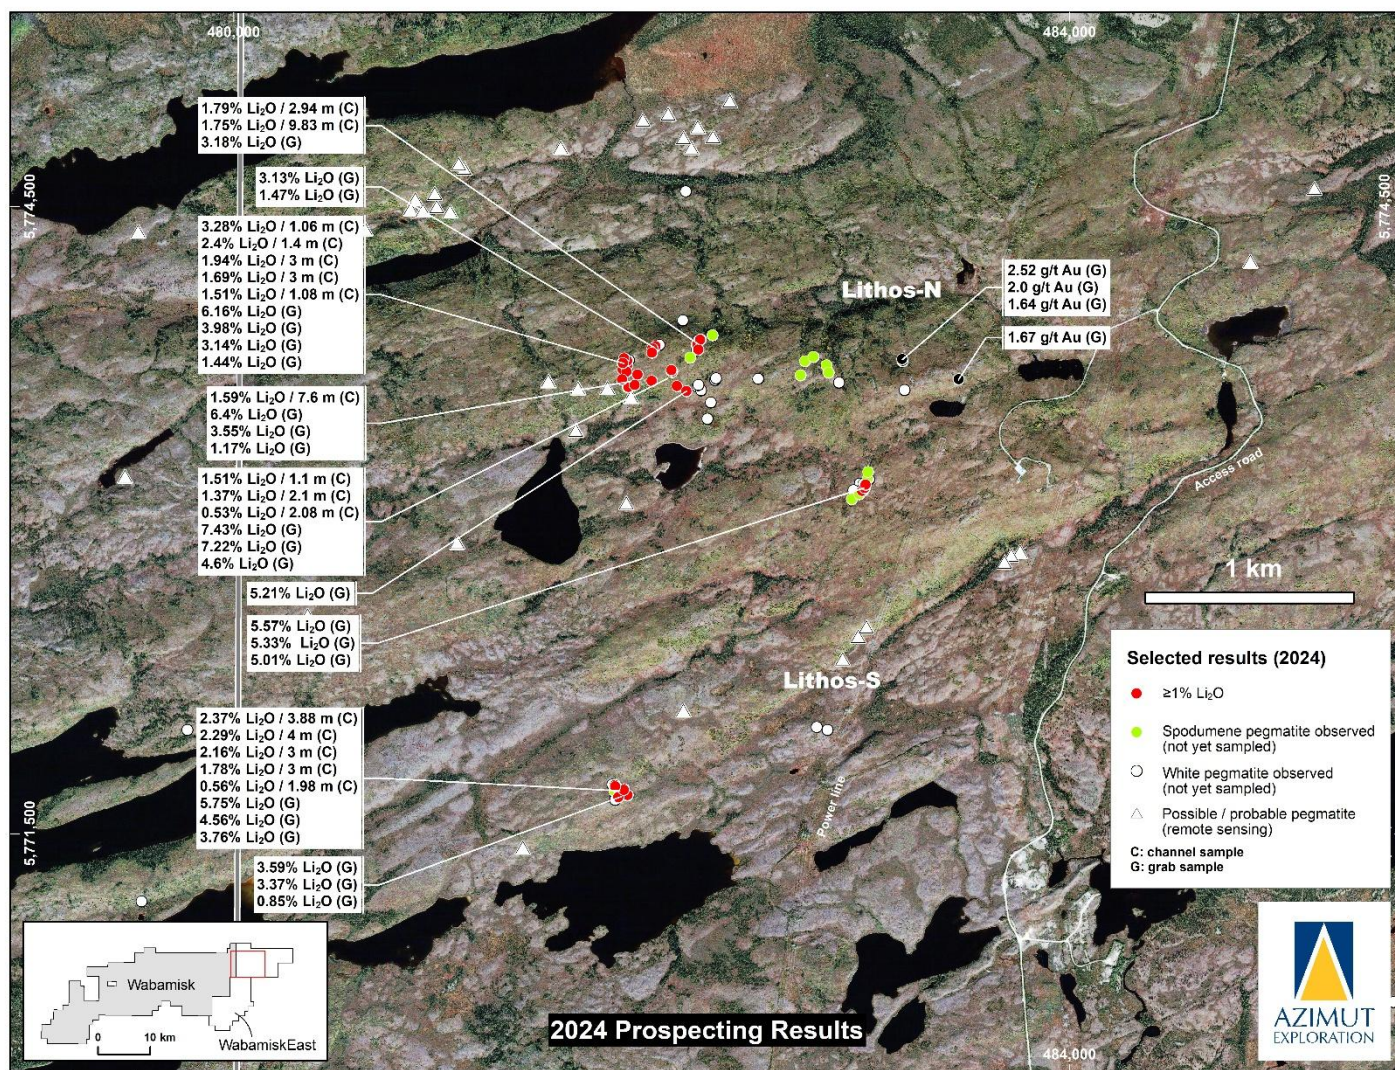 480,000
484,000
5,774,500
5,774,500
1.79% Li₂O / 2.94 m (C)
1.75% Li₂O / 9.83 m (C)
3.18% Li₂O (G)
3.13% Li₂O (G)
1.47% Li₂O (G)
3.28% Li₂O / 1.06 m (C)
2.4% Li₂O / 1.4 m (C)
1.94% Li₂O / 3 m (C)
1.69% Li₂O / 3 m (C)
1.51% Li₂O / 1.08 m (C)
6.16% Li₂O (G)
3.98% Li₂O (G)
3.14% Li₂O (G)
1.44% Li₂O (G)
Lithos-N
2.52 g/t Au (G)
2.0 g/t Au (G)
1.64 g/t Au (G)
1.67 g/t Au (G)
1.59% Li₂O / 7.6 m (C)
6.4% Li₂O (G)
3.55% Li₂O (G)
1.17% Li₂O (G)
1.51% Li₂O / 1.1 m (C)
1.37% Li₂O / 2.1 m (C)
0.53% Li₂O / 2.08 m (C)
7.43% Li₂O (G)
7.22% Li₂O (G)
4.6% Li₂O (G)
Access road
5.21% Li₂O (G)
1 km
5.57% Li₂O (G)
5.33% Li₂O (G)
5.01% Li₂O (G)
Lithos-S
2.37% Li₂O / 3.88 m (C)
2.29% Li₂O / 4 m (C)
2.16% Li₂O / 3 m (C)
1.78% Li₂O / 3 m (C)
0.56% Li₂O / 1.98 m (C)
5.75% Li₂O (G)
4.56% Li₂O (G)
3.76% Li₂O (G)
3.59% Li₂O (G)
3.37% Li₂O (G)
0.85% Li₂O (G)
5,771,500
Power line
Selected results (2024)
≥1% Li₂O
Spodumene pegmatite observed
(not yet sampled)
White pegmatite observed
(not yet sampled)
Possible / probable pegmatite
(remote sensing)
C: channel sample
G: grab sample
Wabamisk
0 10 km
WabamiskEast
2024 Prospecting Results
484,000
AZIMUT
EXPLORATION